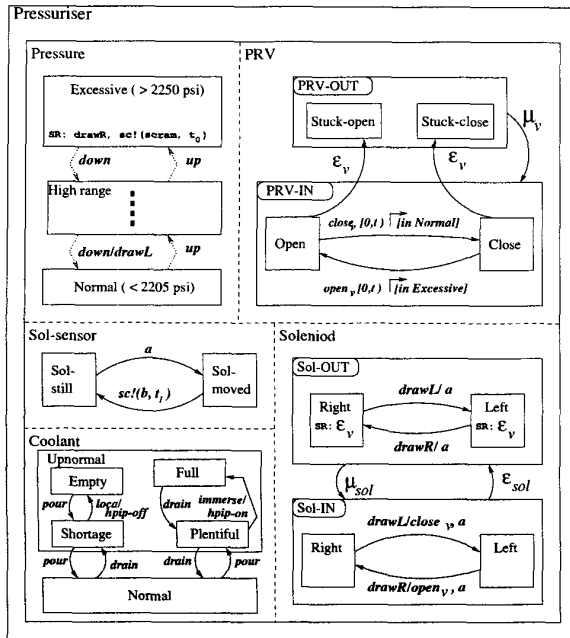 Pressuriser
Pressure
Excessive ( > 2250 psi)
SR: drawR, sc!(scram, t0)
down
up
High range
down/drawL
up
Normal (< 2205 psi)
PRV
PRV-OUT
Stuck-open
Stuck-close
μv
εv
εv
PRV-IN
Open
closev [0,t) [in Normal]
Close
openv [0,t) [in Excessive]
Sol-sensor
a
Sol-still
Sol-moved
sc!(b, t1)
Coolant
Upnormal
Empty
Full
pour
loca/
hpip-off
drain
immerse/
hpip-on
Shortage
Plentiful
pour
drain
drain
pour
Normal
Soleniod
Sol-OUT
drawL/ a
Right
SR: εv
Left
SR: εv
drawR/ a
μsol
εsol
Sol-IN
drawL/close v, a
Right
Left
drawR/openv , a